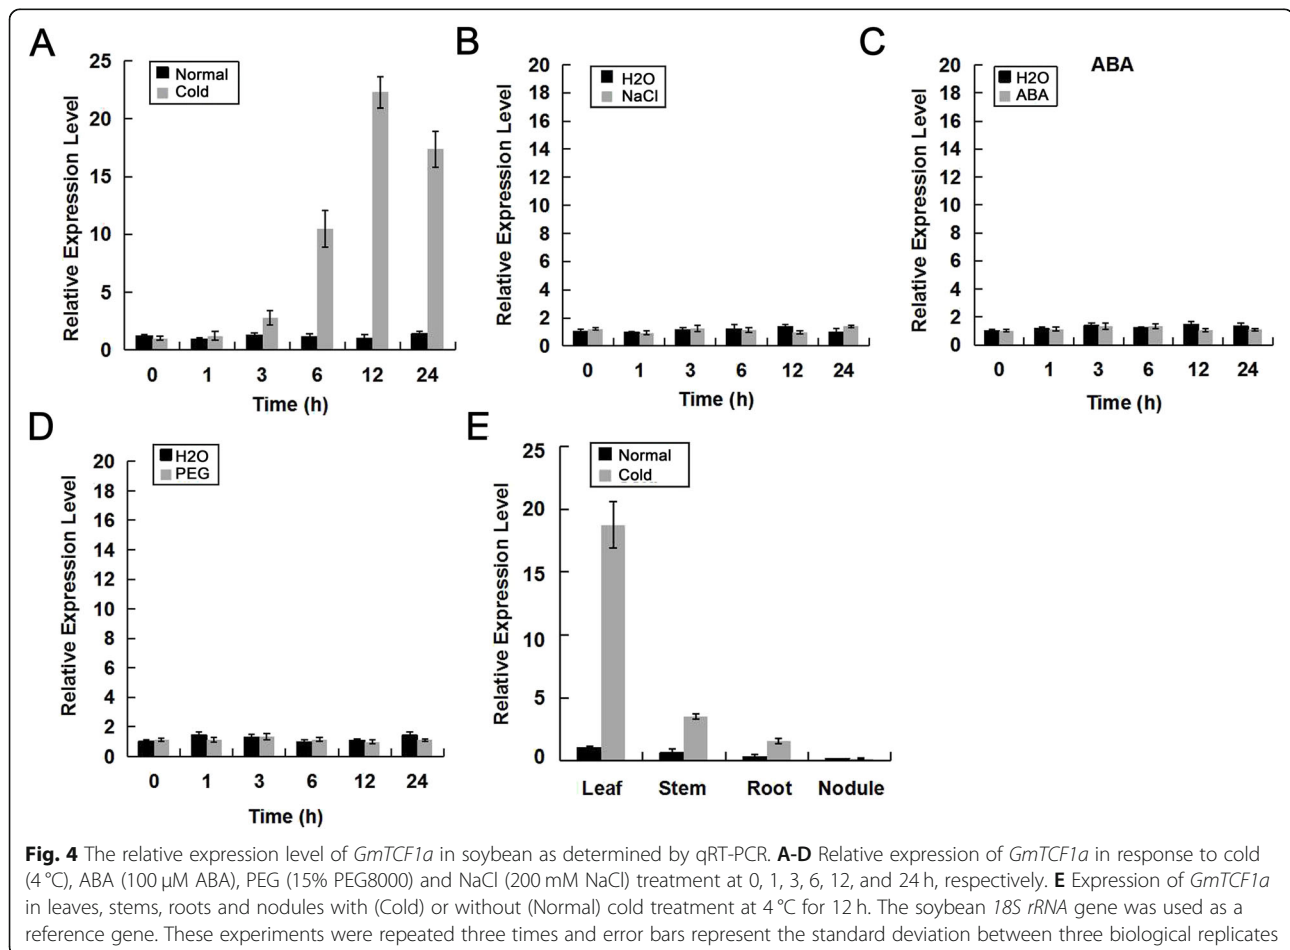 A
Relative Expression Level
25
20
15
10
5
0
Normal
Cold
0 1 3 6 12 24
Time (h)
B
Relative Expression Level
20
18
16
14
12
10
8
6
4
2
0
H2O
NaCl
0 1 3 6 12 24
Time (h)
C
ABA
Relative Expression Level
20
18
16
14
12
10
8
6
4
2
0
H2O
ABA
0 1 3 6 12 24
Time (h)
D
Relative Expression Level
20
18
16
14
12
10
8
6
4
2
0
H2O
PEG
0 1 3 6 12 24
Time (h)
E
Relative Expression Level
25
20
15
10
5
0
Normal
Cold
Leaf Stem Root Nodule
Fig. 4 The relative expression level of GmTCF1a in soybean as determined by qRT-PCR. A-D Relative expression of GmTCF1a in response to cold
(4 °C), ABA (100 μM ABA), PEG (15% PEG8000) and NaCl (200 mM NaCl) treatment at 0, 1, 3, 6, 12, and 24 h, respectively. E Expression of GmTCF1a
in leaves, stems, roots and nodules with (Cold) or without (Normal) cold treatment at 4 °C for 12 h. The soybean 18S rRNA gene was used as a
reference gene. These experiments were repeated three times and error bars represent the standard deviation between three biological replicates